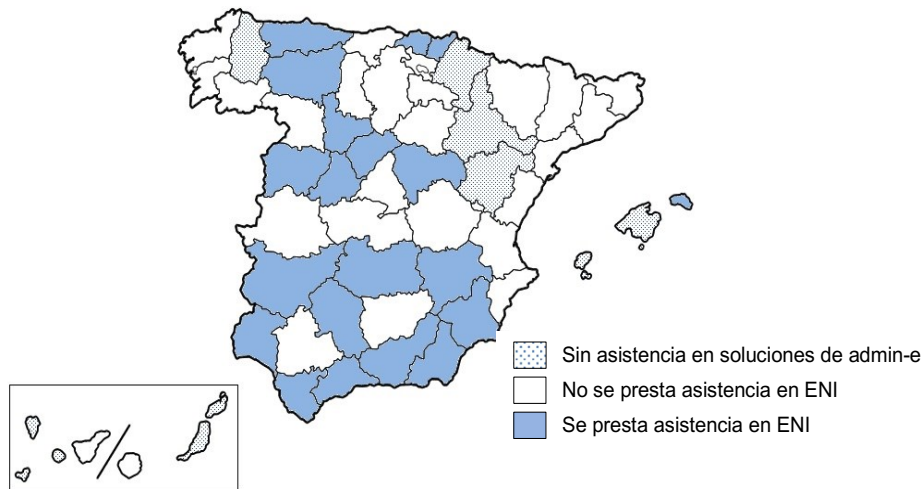 Sin asistencia en soluciones de admin-e
No se presta asistencia en ENI
Se presta asistencia en ENI